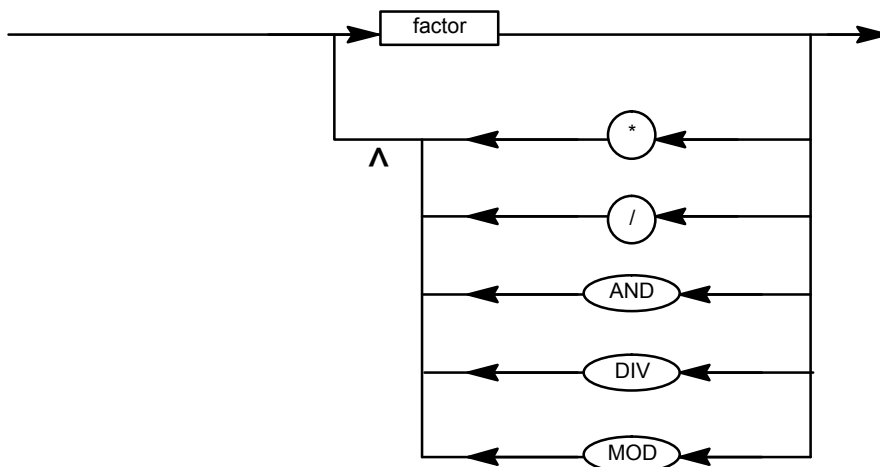 factor
*
∧
/
AND
DIV
MOD